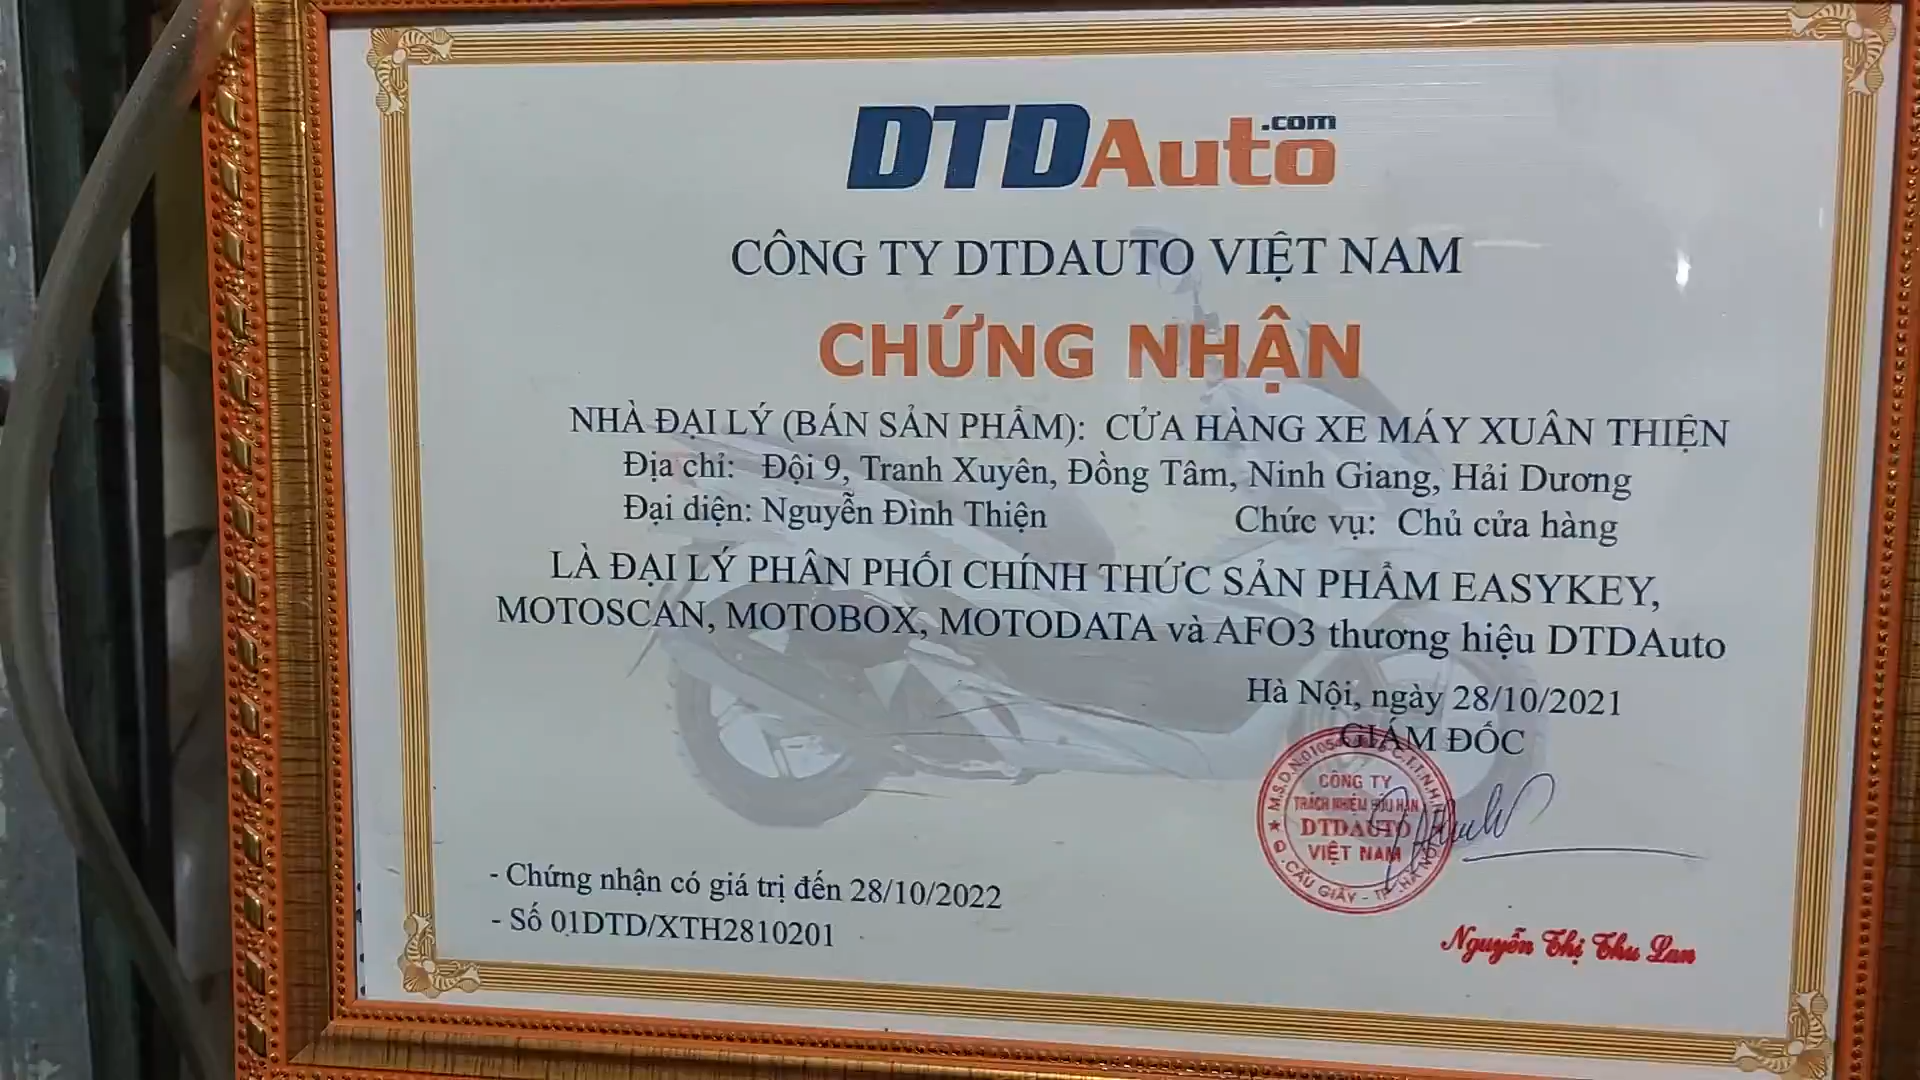 DTDAuto.com
CÔNG TY DTDAUTO VIỆT NAM
CHỨNG NHẬN
NHÀ ĐẠI LÝ (BÁN SẢN PHẨM): CỬA HÀNG XE MÁY XUÂN THIỆN
Địa chỉ: Đội 9, Tranh Xuyên, Đồng Tâm, Ninh Giang, Hải Dương
Đại diện: Nguyễn Đình Thiện Chức vụ: Chủ cửa hàng
LÀ ĐẠI LÝ PHÂN PHỐI CHÍNH THỨC SẢN PHẨM EASYKEY,
MOTOSCAN, MOTOBOX, MOTODATA và AFO3 thương hiệu DTDAuto
Hà Nội, ngày 28/10/2021
GIÁM ĐỐC
CÔNG TY
TRÁCH NHIỆM HỮU HẠN
DTDAUTO
VIỆT NAM
Q.CẦU GIẤY - TP.HÀ NỘI
- Chứng nhận có giá trị đến 28/10/2022
- Số 01DTD/XTH2810201
Nguyễn Thị Thu Lan